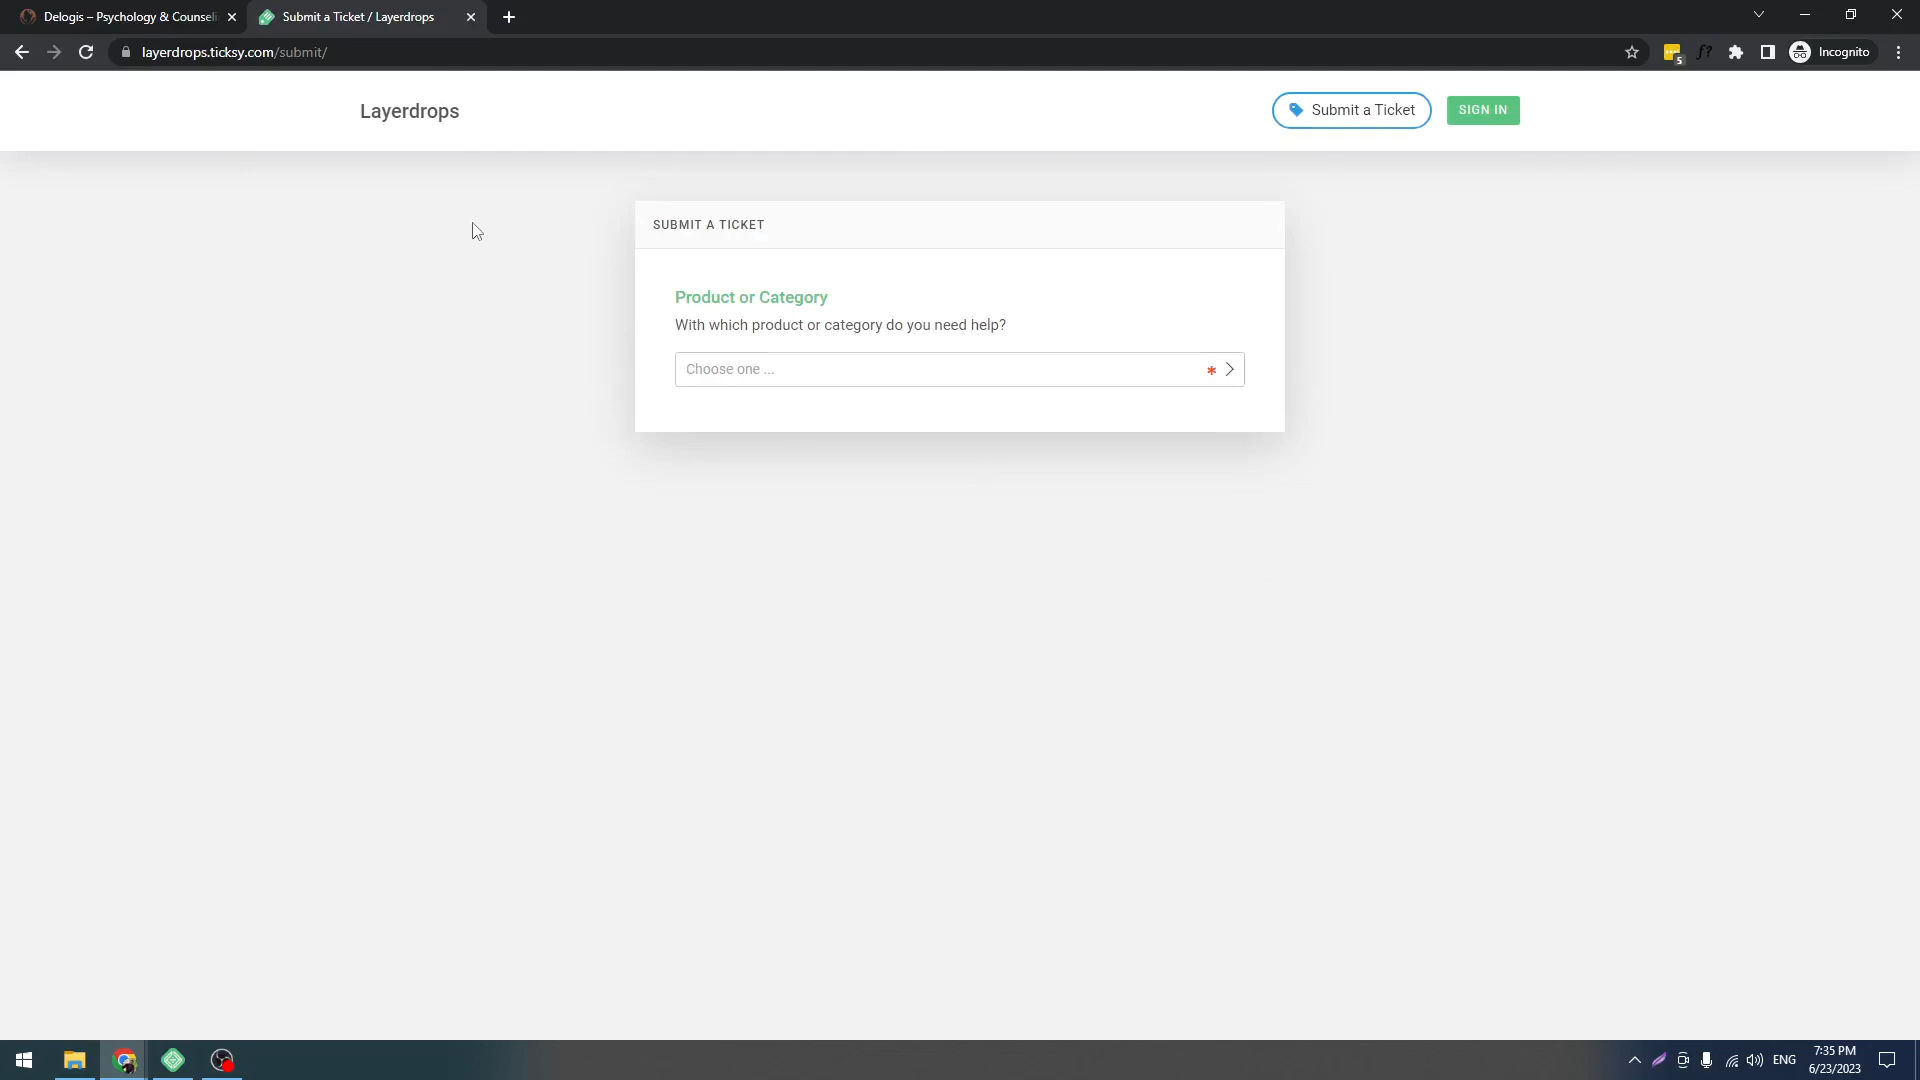 Delogis – Psychology & Counseli
Submit a Ticket / Layerdrops
layerdrops.ticksy.com/submit/
5
f?
Incognito
Layerdrops
Submit a Ticket
SIGN IN
SUBMIT A TICKET
Product or Category
With which product or category do you need help?
Choose one ...
*
ENG
7:35 PM
6/23/2023